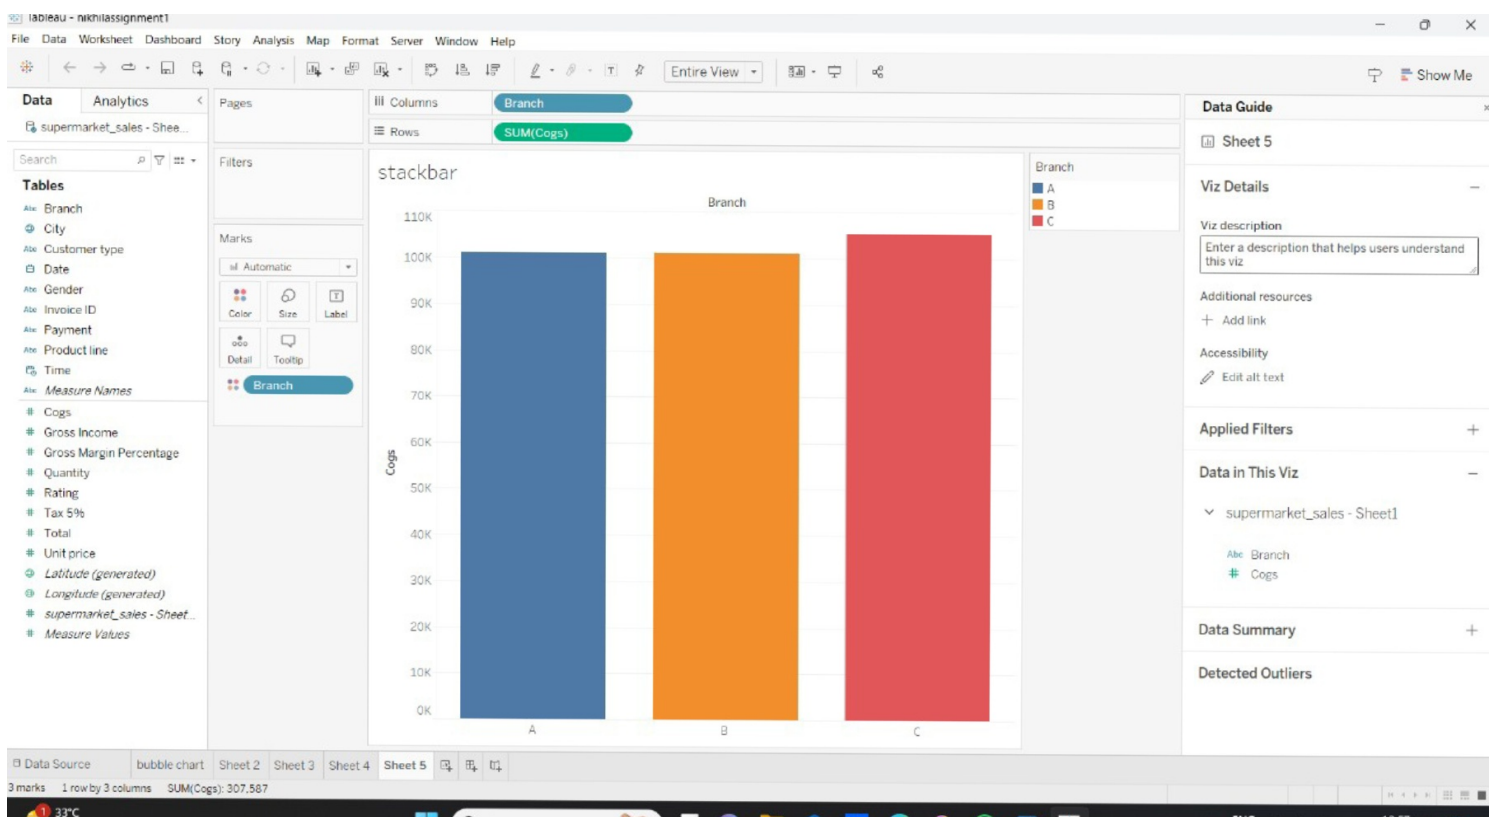 Tableau - nikhilassignment1
File Data Worksheet Dashboard Story Analysis Map Format Server Window Help
Entire View
Show Me
Data Analytics
supermarket_sales - Shee...
Search
Tables
Branch
City
Customer type
Date
Gender
Invoice ID
Payment
Product line
Time
Measure Names
Cogs
Gross Income
Gross Margin Percentage
Quantity
Rating
Tax 5%
Total
Unit price
Latitude (generated)
Longitude (generated)
supermarket_sales - Sheet...
Measure Values
Pages
Filters
Marks
Automatic
Color Size Label
Detail Tooltip
Branch
Columns Branch
Rows SUM(Cogs)
stackbar
Branch
110K
100K
90K
80K
70K
60K
50K
40K
30K
20K
10K
0K
Cogs
A B C
Branch
A
B
C
Data Guide
Sheet 5
Viz Details
Viz description
Enter a description that helps users understand
this viz
Additional resources
Add link
Accessibility
Edit alt text
Applied Filters
Data in This Viz
supermarket_sales - Sheet1
Abc Branch
Cogs
Data Summary
Detected Outliers
Data Source bubble chart Sheet 2 Sheet 3 Sheet 4 Sheet 5
3 marks 1 row by 3 columns SUM(Cogs): 307,587
1 33°C